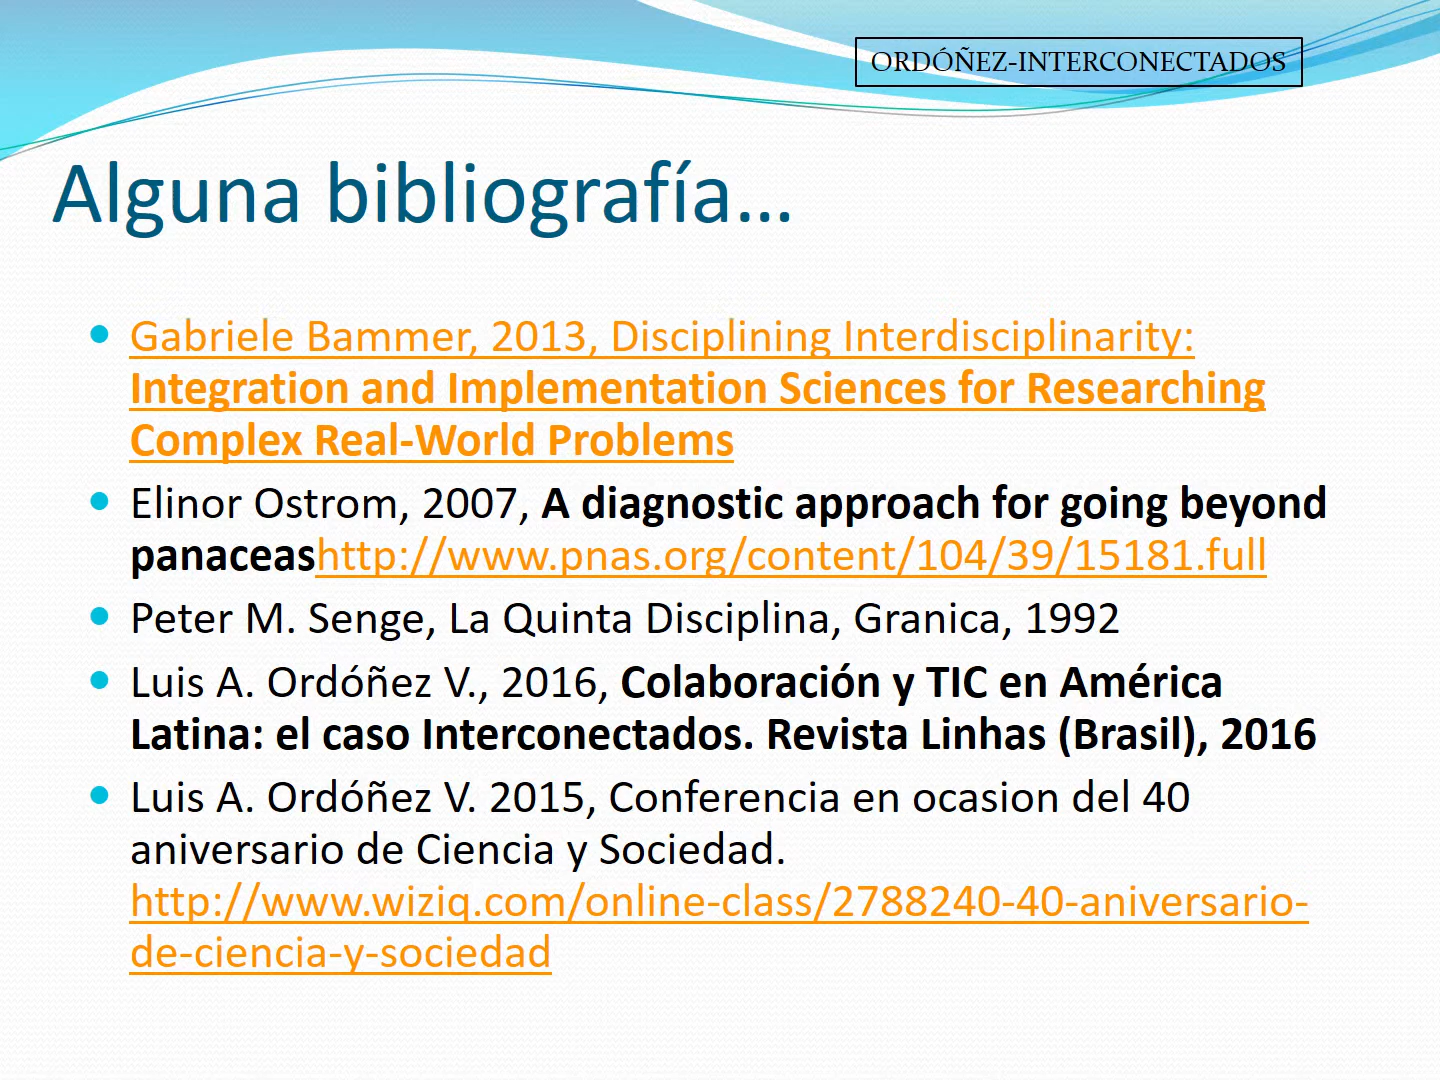 ORDÓÑEZ-INTERCONECTADOS
Alguna bibliografía...
Gabriele Bammer, 2013, Disciplining Interdisciplinarity:
Integration and Implementation Sciences for Researching
Complex Real-World Problems
Elinor Ostrom, 2007, A diagnostic approach for going beyond
panaceashttp://www.pnas.org/content/104/39/15181.full
Peter M. Senge, La Quinta Disciplina, Granica, 1992
Luis A. Ordóñez V., 2016, Colaboración y TIC en América
Latina: el caso Interconectados. Revista Linhas (Brasil), 2016
Luis A. Ordóñez V. 2015, Conferencia en ocasion del 40
aniversario de Ciencia y Sociedad.
http://www.wiziq.com/online-class/2788240-40-aniversario-
de-ciencia-y-sociedad